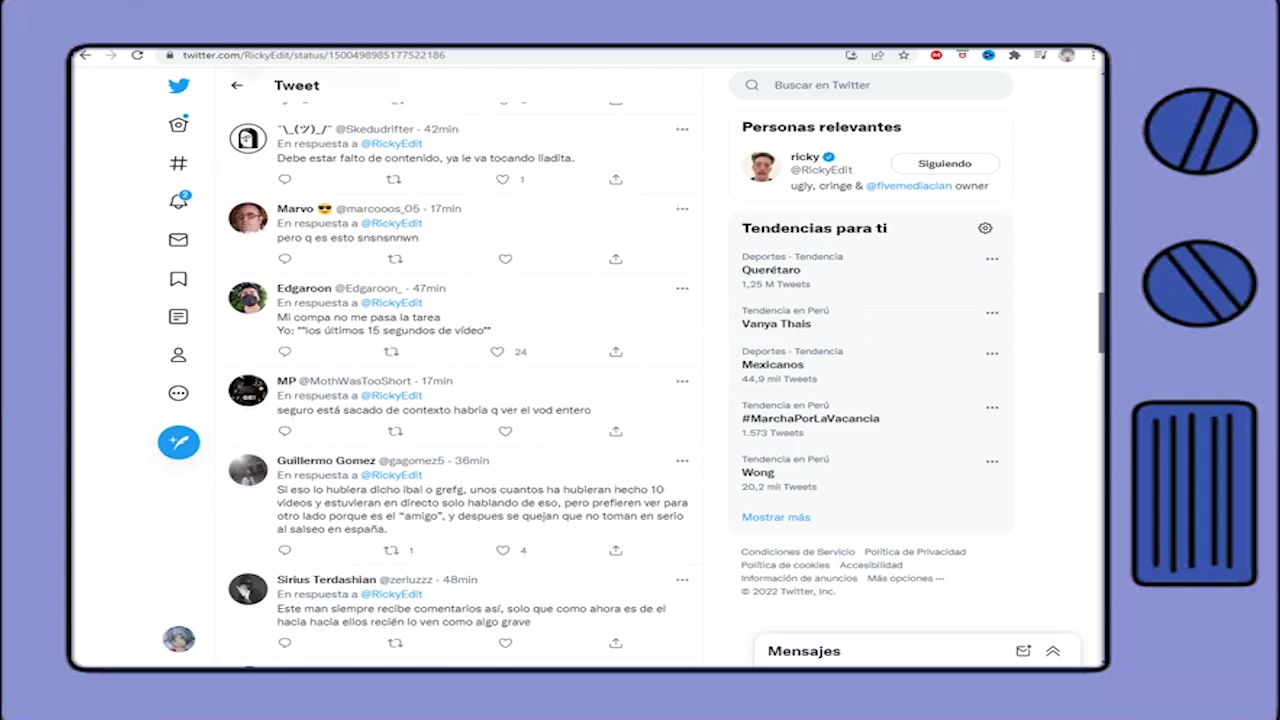 twitter.com/RickyEdit/status/1500498985177522186
Tweet
¯\_(ツ)_/¯ @Skedudrifter · 42min
En respuesta a @RickyEdit
Debe estar falto de contenido, ya le va tocando liadita.
1
Marvo 😎 @marcooos_05 · 17min
En respuesta a @RickyEdit
pero q es esto snsnsnnwn
Edgaroon @Edgaroon_ · 47min
En respuesta a @RickyEdit
Mi compa no me pasa la tarea
Yo: ""los últimos 15 segundos de vídeo""
24
MP @MothWasTooShort · 17min
En respuesta a @RickyEdit
seguro está sacado de contexto habria q ver el vod entero
Guillermo Gomez @gagomez5 · 36min
En respuesta a @RickyEdit
Si eso lo hubiera dicho Ibai o grefg, unos cuantos ha hubieran hecho 10
videos y estuvieran en directo solo hablando de eso, pero prefieren ver para
otro lado porque es el “amigo”, y despues se quejan que no toman en serio
al salseo en españa.
1 4
Sirius Terdashian @zeriuzzz · 48min
En respuesta a @RickyEdit
Este man siempre recibe comentarios así, solo que como ahora es de el
hacia hacia ellos recién lo ven como algo grave
2
Buscar en Twitter
Personas relevantes
ricky
@RickyEdit
Siguiendo
ugly, cringe & @fivemediaclan owner
Tendencias para ti
Deportes · Tendencia
Querétaro
1,25 M Tweets
Tendencia en Perú
Vanya Thais
Deportes · Tendencia
Mexicanos
44,9 mil Tweets
Tendencia en Perú
#MarchaPorLaVacancia
1.573 Tweets
Tendencia en Perú
Wong
20,2 mil Tweets
Mostrar más
Condiciones de Servicio Política de Privacidad
Política de cookies Accesibilidad
Información de anuncios Más opciones ···
© 2022 Twitter, Inc.
Mensajes